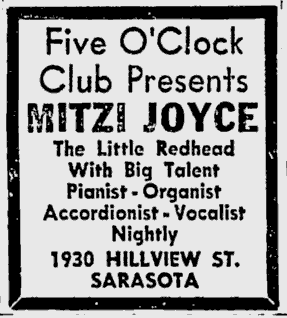 Five O'Clock
Club Presents
MITZI JOYCE
The Little Redhead
With Big Talent
Pianist - Organist
Accordionist - Vocalist
Nightly
1930 HILLVIEW ST.
SARASOTA